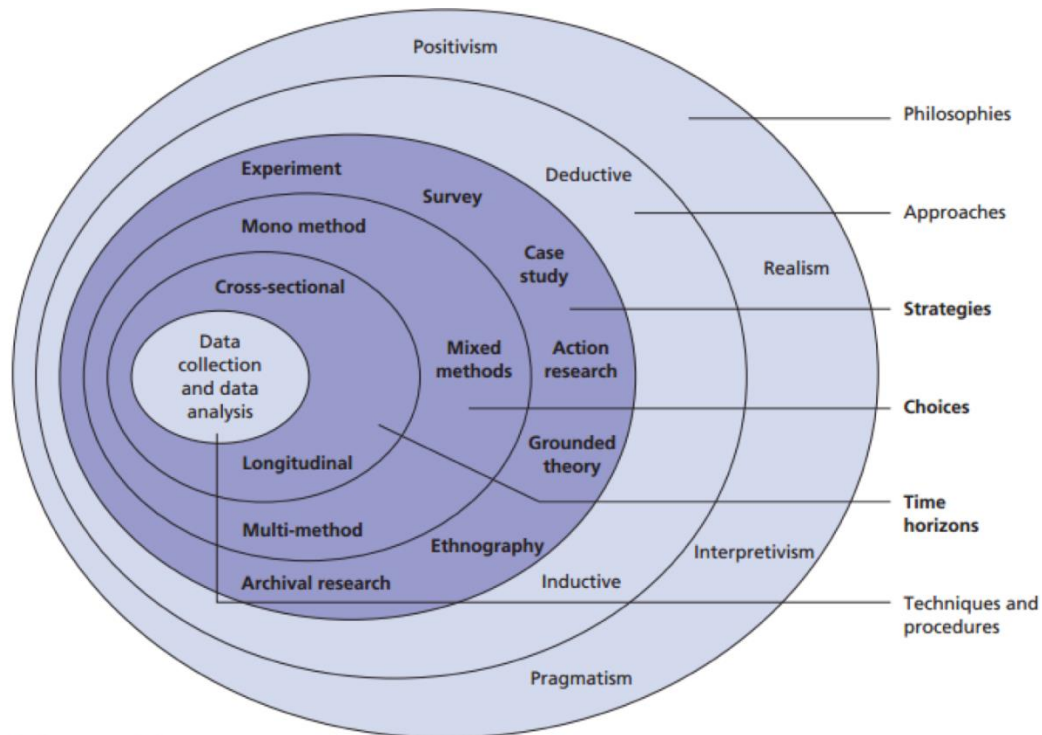 Positivism
Philosophies
Experiment
Deductive
Survey
Approaches
Mono method
Case
study
Realism
Cross-sectional
Strategies
Data
collection
and data
analysis
Mixed
methods
Action
research
Choices
Longitudinal
Grounded
theory
Time
horizons
Multi-method
Ethnography
Interpretivism
Archival research
Inductive
Techniques and
procedures
Pragmatism